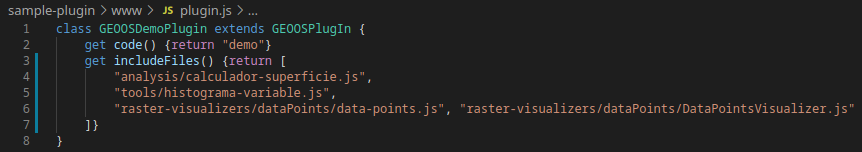 sample-plugin > www > JS plugin.js > ...
1 class GEOOSDemoPlugin extends GEOOSPlugIn {
2 get code() {return "demo"}
3 get includeFiles() {return [
4 "analysis/calculador-superficie.js",
5 "tools/histograma-variable.js",
6 "raster-visualizers/dataPoints/data-points.js", "raster-visualizers/dataPoints/DataPointsVisualizer.js"
7 ]}
8 }